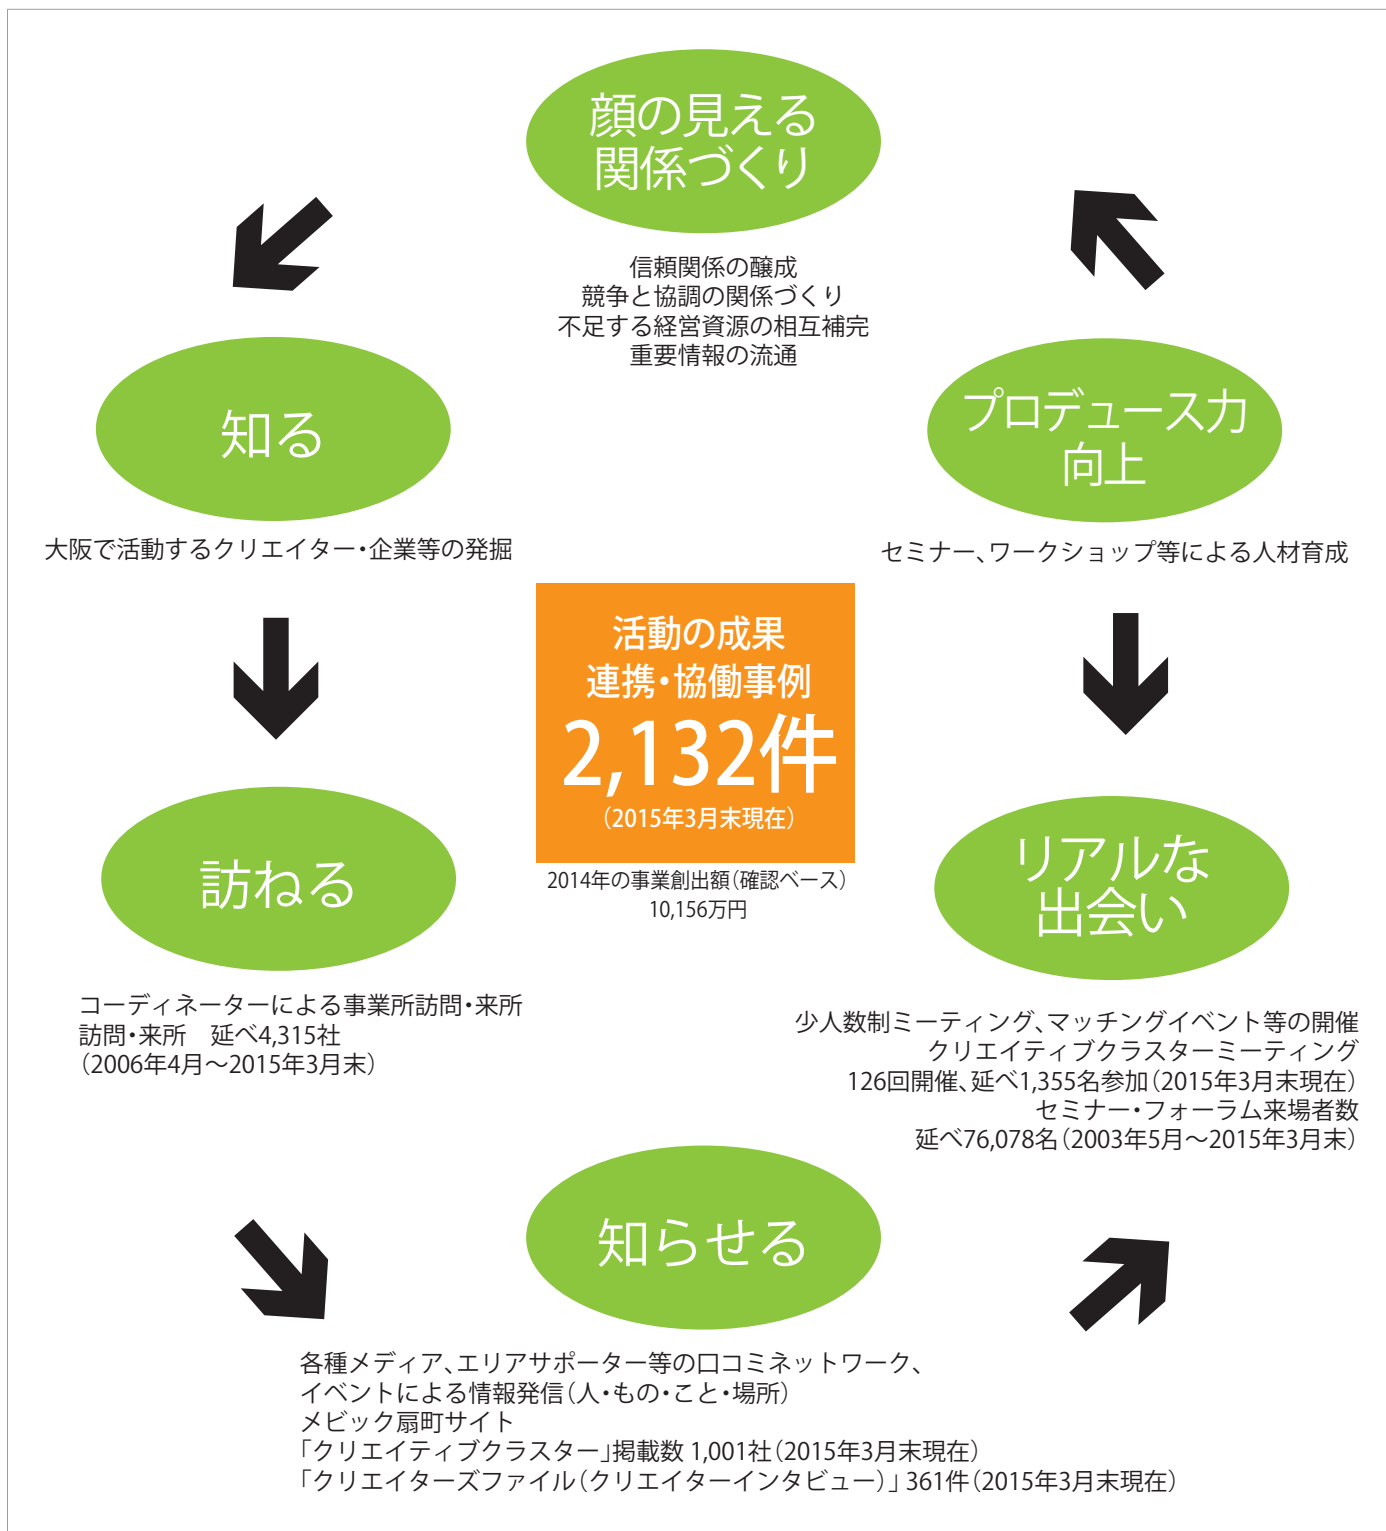 顔の見える
関係づくり
信頼関係の醸成
競争と協調の関係づくり
不足する経営資源の相互補完
重要情報の流通
知る
大阪で活動するクリエイター・企業等の発掘
プロデュース力
向上
セミナー、ワークショップ等による人材育成
活動の成果
連携・協働事例
2,132件
（2015年3月末現在）
2014年の事業創出額（確認ベース）
10,156万円
訪ねる
コーディネーターによる事業所訪問・来所
訪問・来所　延べ4,315社
（2006年4月〜2015年3月末）
リアルな
出会い
少人数制ミーティング、マッチングイベント等の開催
クリエイティブクラスターミーティング
126回開催、延べ1,355名参加（2015年3月末現在）
セミナー・フォーラム来場者数
延べ76,078名（2003年5月〜2015年3月末）
知らせる
各種メディア、エリアサポーター等の口コミネットワーク、
イベントによる情報発信（人・もの・こと・場所）
メビック扇町サイト
「クリエイティブクラスター」掲載数 1,001社（2015年3月末現在）
「クリエイターズファイル（クリエイターインタビュー）」 361件（2015年3月末現在）